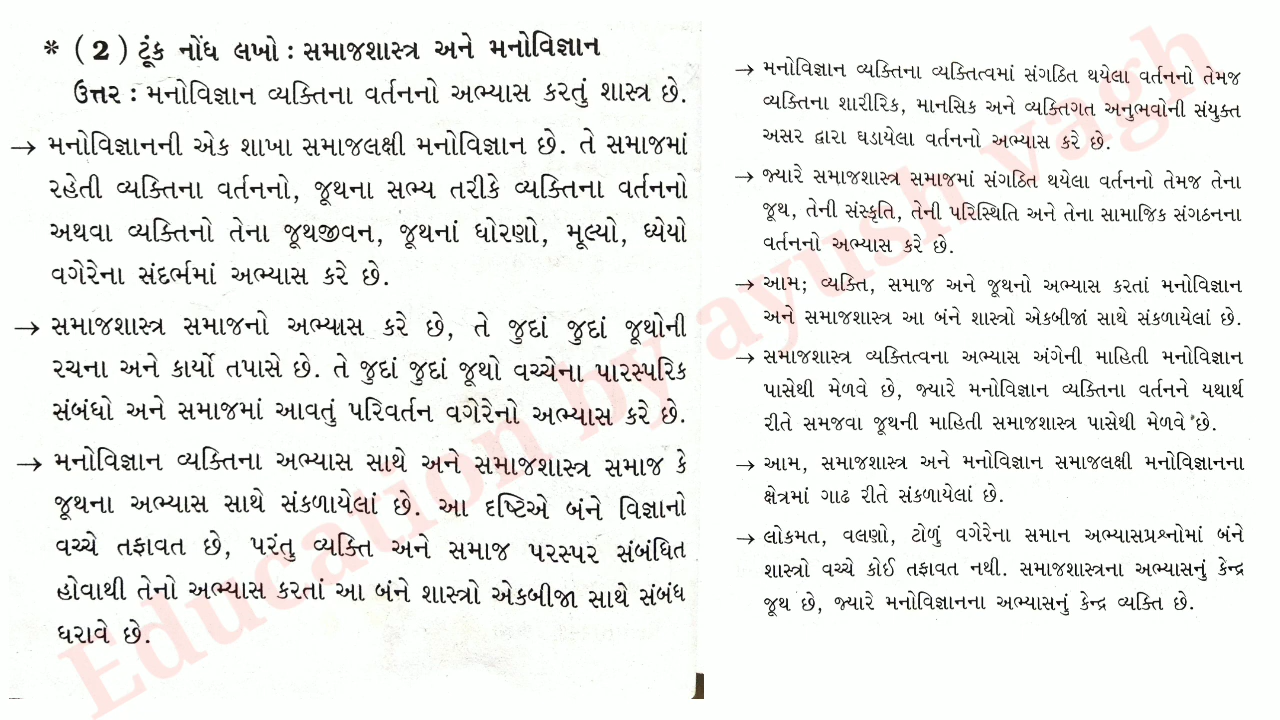 * ( 2 ) ટૂંક નોંધ લખો : સમાજશાસ્ત્ર અને મનોવિજ્ઞાન
ઉત્તર : મનોવિજ્ઞાન વ્યક્તિના વર્તનનો અભ્યાસ કરતું શાસ્ત્ર છે.
→ મનોવિજ્ઞાનની એક શાખા સમાજલક્ષી મનોવિજ્ઞાન છે. તે સમાજમાં
રહેતી વ્યક્તિના વર્તનનો, જૂથના સભ્ય તરીકે વ્યક્તિના વર્તનનો
અથવા વ્યક્તિનો તેના જૂથજીવન, જૂથનાં ધોરણો, મૂલ્યો, ધ્યેયો
વગેરેના સંદર્ભમાં અભ્યાસ કરે છે.
→ સમાજશાસ્ત્ર સમાજનો અભ્યાસ કરે છે, તે જુદાં જુદાં જૂથોની
રચના અને કાર્યો તપાસે છે. તે જુદાં જુદાં જૂથો વચ્ચેના પારસ્પરિક
સંબંધો અને સમાજમાં આવતું પરિવર્તન વગેરેનો અભ્યાસ કરે છે.
→ મનોવિજ્ઞાન વ્યક્તિના અભ્યાસ સાથે અને સમાજશાસ્ત્ર સમાજ કે
જૂથના અભ્યાસ સાથે સંકળાયેલાં છે. આ દષ્ટિએ બંને વિજ્ઞાનો
વચ્ચે તફાવત છે, પરંતુ વ્યક્તિ અને સમાજ પરસ્પર સંબંધિત
હોવાથી તેનો અભ્યાસ કરતાં આ બંને શાસ્ત્રો એકબીજા સાથે સંબંધ
ધરાવે છે.
→ મનોવિજ્ઞાન વ્યક્તિના વ્યક્તિત્વમાં સંગઠિત થયેલા વર્તનનો તેમજ
વ્યક્તિના શારીરિક, માનસિક અને વ્યક્તિગત અનુભવોની સંયુક્ત
અસર દ્વારા ઘડાયેલા વર્તનનો અભ્યાસ કરે છે.
→ જ્યારે સમાજશાસ્ત્ર સમાજમાં સંગઠિત થયેલા વર્તનનો તેમજ તેના
જૂથ, તેની સંસ્કૃતિ, તેની પરિસ્થિતિ અને તેના સામાજિક સંગઠનના
વર્તનનો અભ્યાસ કરે છે.
→ આમ; વ્યક્તિ, સમાજ અને જૂથનો અભ્યાસ કરતાં મનોવિજ્ઞાન
અને સમાજશાસ્ત્ર આ બંને શાસ્ત્રો એકબીજાં સાથે સંકળાયેલાં છે.
→ સમાજશાસ્ત્ર વ્યક્તિત્વના અભ્યાસ અંગેની માહિતી મનોવિજ્ઞાન
પાસેથી મેળવે છે, જ્યારે મનોવિજ્ઞાન વ્યક્તિના વર્તનને યથાર્થ
રીતે સમજવા જૂથની માહિતી સમાજશાસ્ત્ર પાસેથી મેળવે છે.
→ આમ, સમાજશાસ્ત્ર અને મનોવિજ્ઞાન સમાજલક્ષી મનોવિજ્ઞાનના
ક્ષેત્રમાં ગાઢ રીતે સંકળાયેલાં છે.
→ લોકમત, વલણો, ટોળું વગેરેના સમાન અભ્યાસપ્રશ્નોમાં બંને
શાસ્ત્રો વચ્ચે કોઈ તફાવત નથી. સમાજશાસ્ત્રના અભ્યાસનું કેન્દ્ર
જૂથ છે, જ્યારે મનોવિજ્ઞાનના અભ્યાસનું કેન્દ્ર વ્યક્તિ છે.
Education by ayush vagh